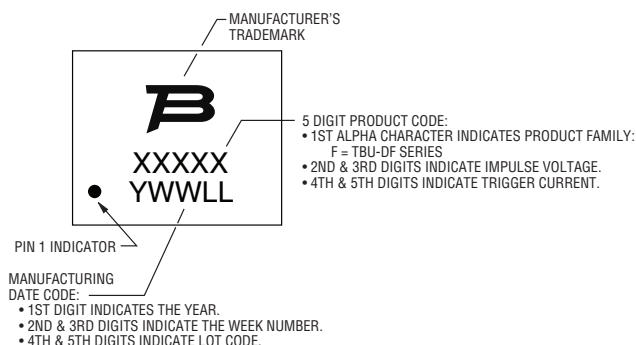 MANUFACTURER'S
TRADEMARK
TB
5 DIGIT PRODUCT CODE:
• 1ST ALPHA CHARACTER INDICATES PRODUCT FAMILY:
F = TBU-DF SERIES
• 2ND & 3RD DIGITS INDICATE IMPULSE VOLTAGE.
• 4TH & 5TH DIGITS INDICATE TRIGGER CURRENT.
XXXXX
YWWLL
PIN 1 INDICATOR
MANUFACTURING
DATE CODE:
• 1ST DIGIT INDICATES THE YEAR.
• 2ND & 3RD DIGITS INDICATE THE WEEK NUMBER.
• 4TH & 5TH DIGITS INDICATE LOT CODE.